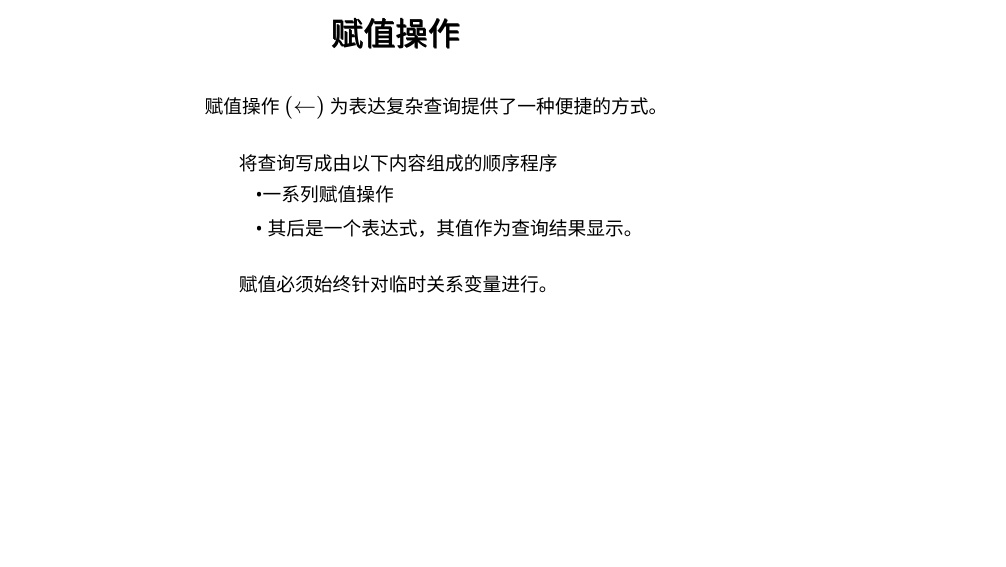 赋值操作
赋值操作 (←) 为表达复杂查询提供了一种便捷的方式。
将查询写成由以下内容组成的顺序程序
•一系列赋值操作
• 其后是一个表达式，其值作为查询结果显示。
赋值必须始终针对临时关系变量进行。